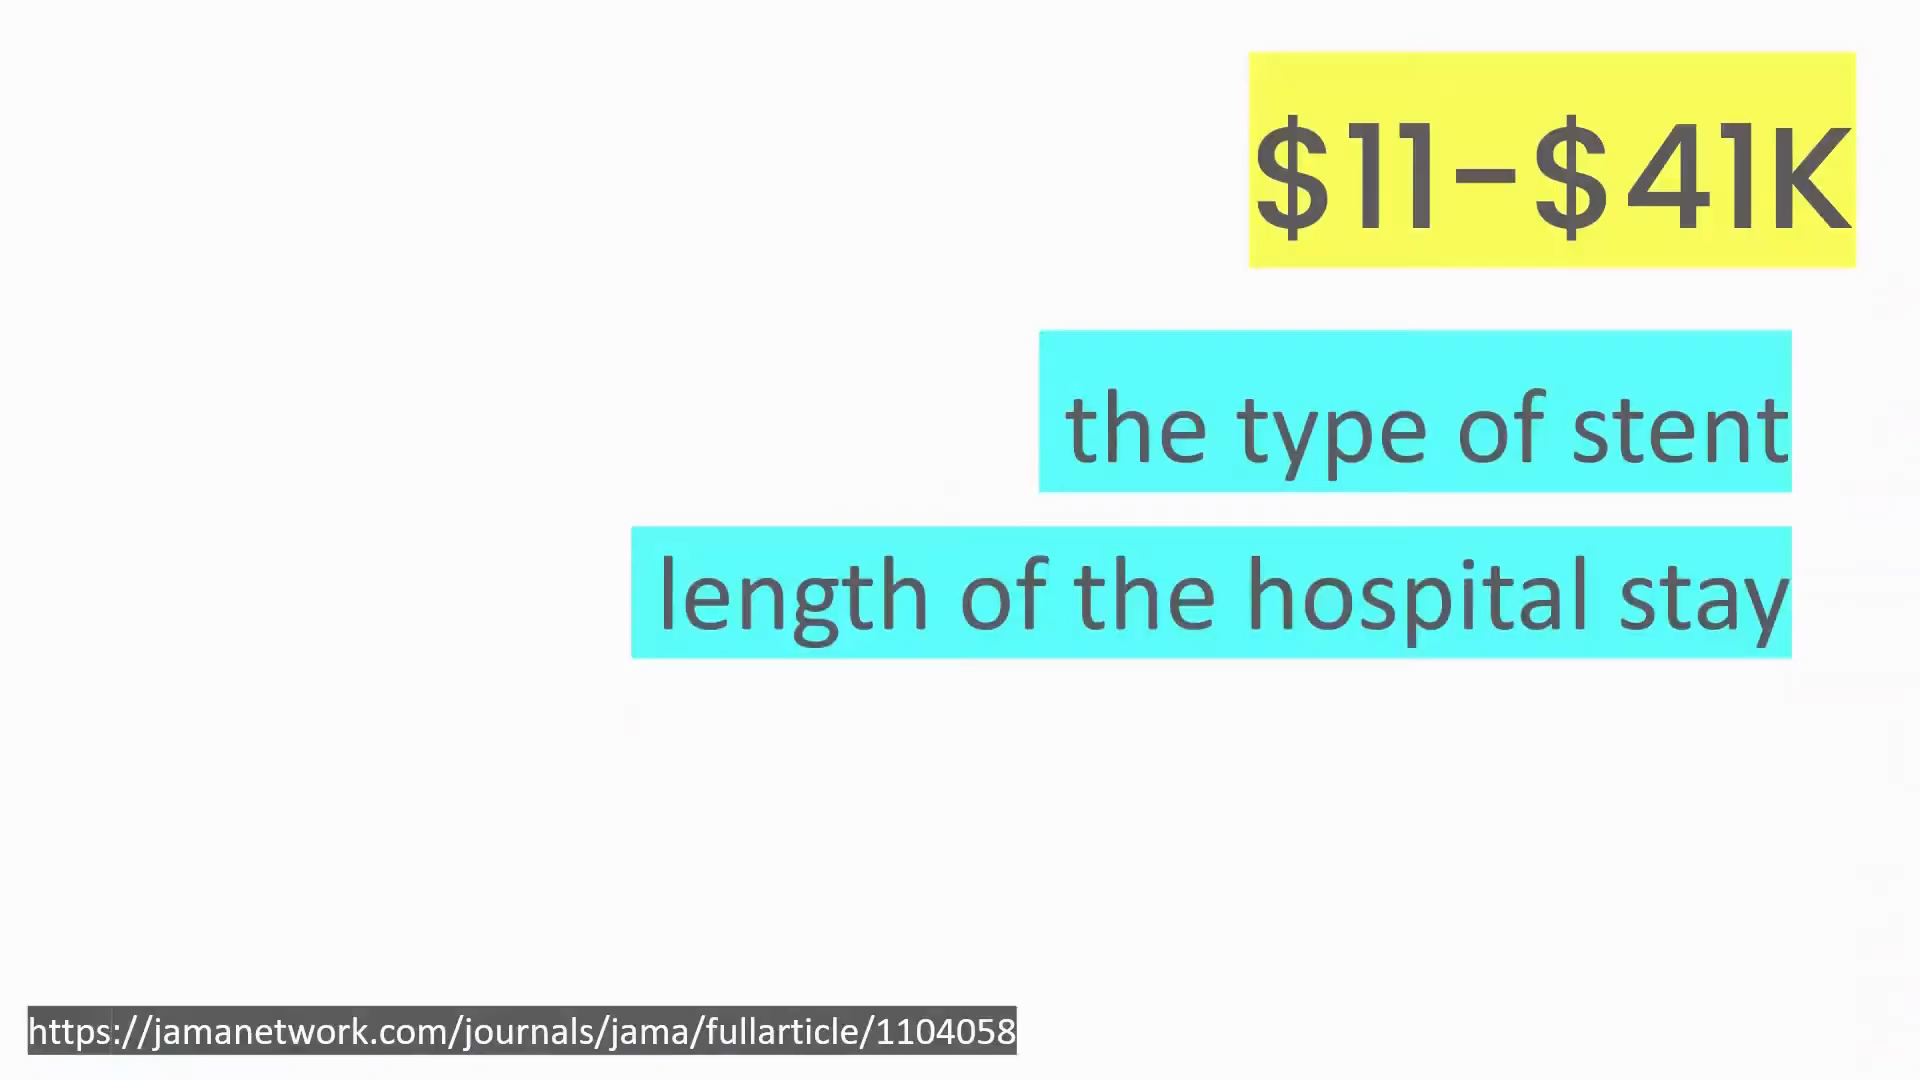 $11-$41K
the type of stent
length of the hospital stay
https://jamanetwork.com/journals/jama/fullarticle/1104058